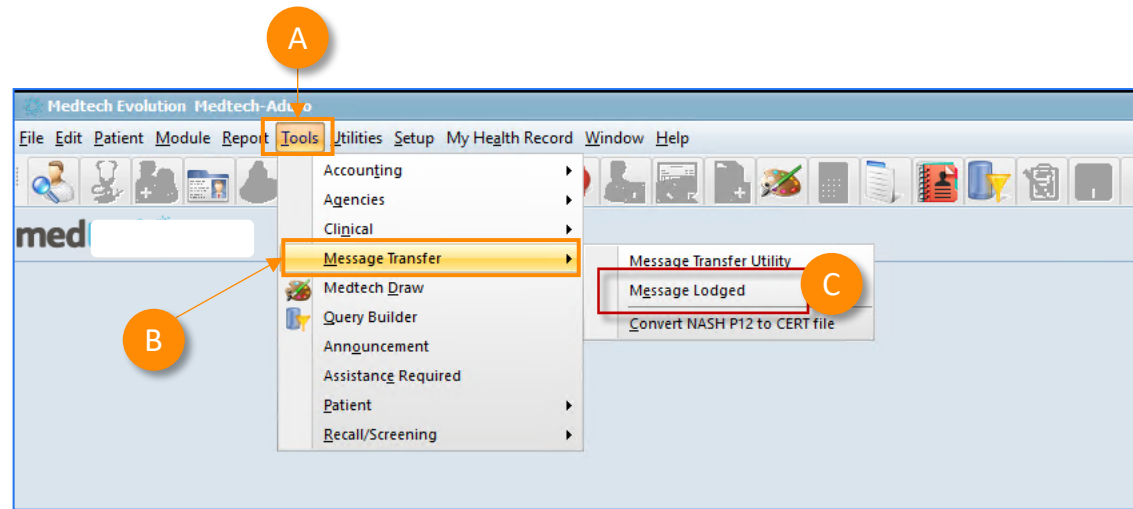 A
Medtech Evolution Medtech-Ad
File Edit Patient Module Report Tools Utilities Setup My Health Record Window Help
Accounting
Agencies
Clinical
med
Message Transfer
Message Transfer Utility
Medtech Draw
Message Lodged
C
Query Builder
Convert NASH P12 to CERT file
B
Announcement
Assistance Required
Patient
Recall/Screening